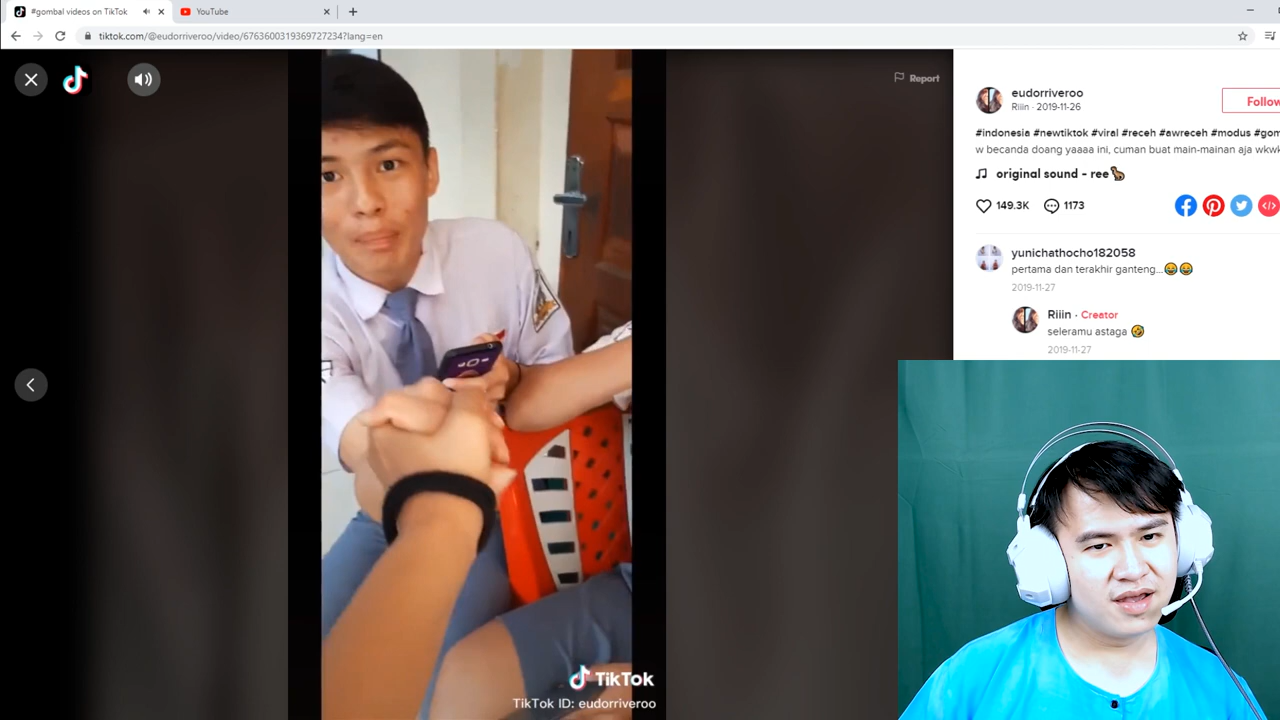 #gombal videos on TikTok
YouTube
tiktok.com/@eudorriveroo/video/6763600319369727234?lang=en
Report
eudorriveroo
Riiin · 2019-11-26
Follow
#indonesia #newtiktok #viral #receh #awreceh #modus #gom
w becanda doang yaaaa ini, cuman buat main-mainan aja wkwk
original sound - ree
149.3K
1173
yunichathocho182058
pertama dan terakhir ganteng...
2019-11-27
Riiin · Creator
seleramu astaga
2019-11-27
TikTok
TikTok ID: eudorriveroo